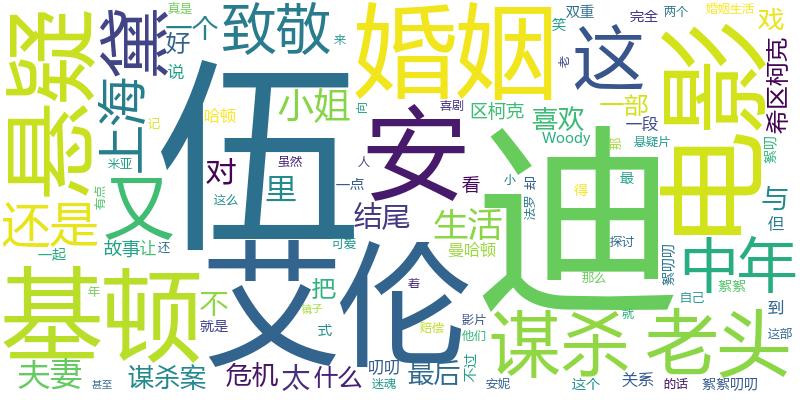 真是
一个
好
说
黛
悬疑
上海
米亚
有点
又
还是
故事
让
还
一起
基顿
年
夫妻
甚至
谋杀案
就是
不
对
哈顿
记
伍
艾伦
致敬
小姐
里
虽然
这么
一点
可爱
把
镜子
式
危机
太
什么
来
向
喜剧
人
婚姻
安
结尾
看
生活
曼哈顿
着
赔偿
影片
他们
叨叨
迷魂
最后
不过
安妮
笑
双重
老
区柯克
喜欢
Woody
小
却
法罗
迪
那么
探讨
就
谋杀
这个
关系
的话
完全
两个
这
一部
一段
悬疑片
得
最
是
絮叨叨
自己
电影
婚姻生活
戏
希区柯克
絮叨
与
但
中年
絮絮
到
这部
老头
絮絮叨叨